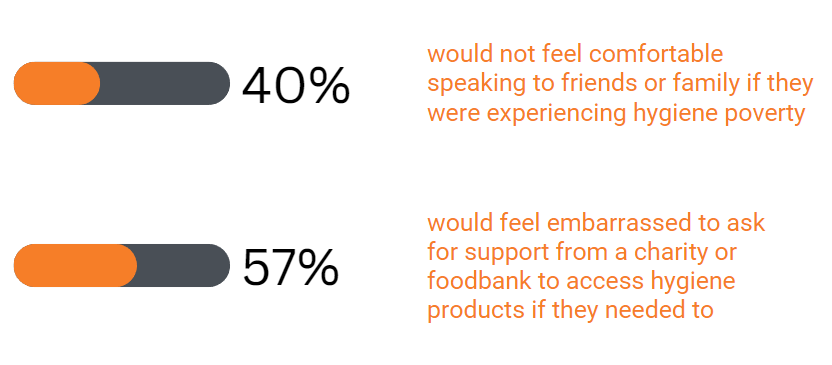 40%
would not feel comfortable
speaking to friends or family if they
were experiencing hygiene poverty
57%
would feel embarrassed to ask
for support from a charity or
foodbank to access hygiene
products if they needed to